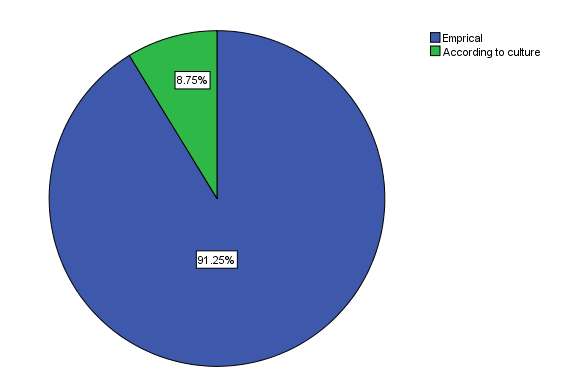 Emprical
According to culture
8.75%
91.25%